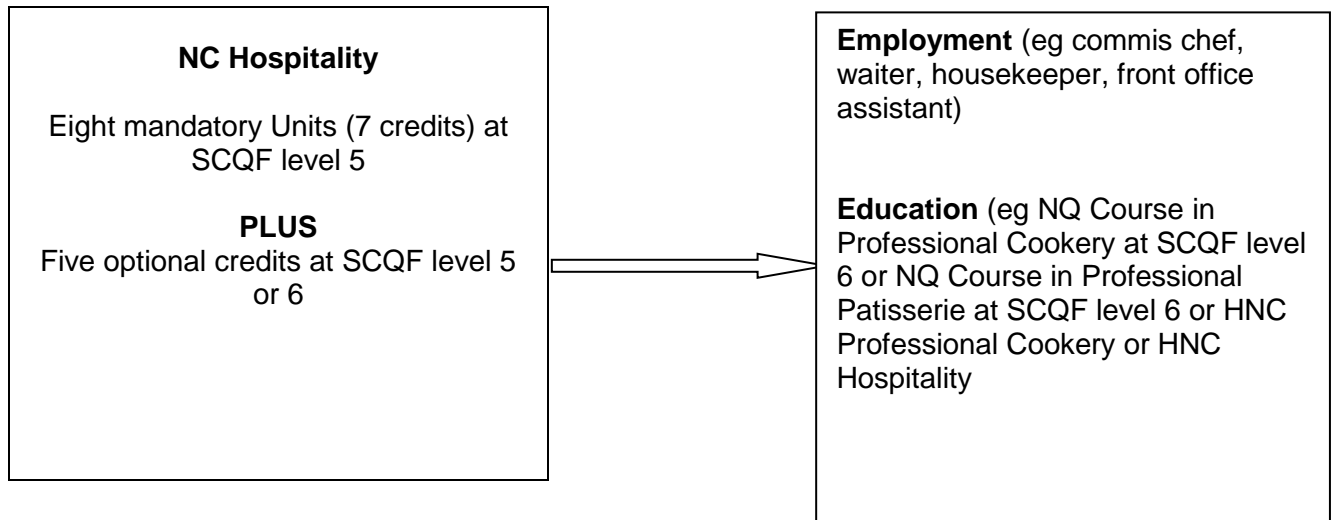 NC Hospitality
Eight mandatory Units (7 credits) at
SCQF level 5
PLUS
Five optional credits at SCQF level 5
or 6
Employment (eg commis chef,
waiter, housekeeper, front office
assistant)
Education (eg NQ Course in
Professional Cookery at SCQF level
6 or NQ Course in Professional
Patisserie at SCQF level 6 or HNC
Professional Cookery or HNC
Hospitality